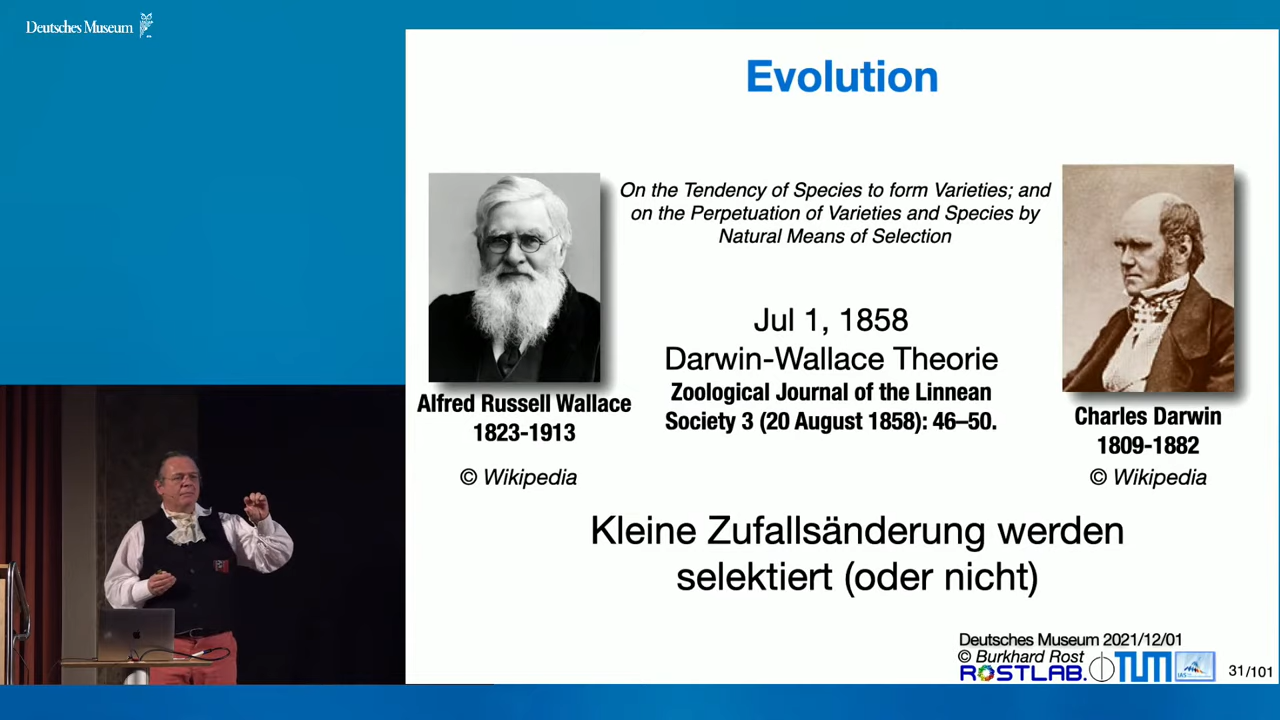 Deutsches Museum
Evolution
On the Tendency of Species to form Varieties; and
on the Perpetuation of Varieties and Species by
Natural Means of Selection
Jul 1, 1858
Darwin-Wallace Theorie
Zoological Journal of the Linnean
Society 3 (20 August 1858): 46–50.
Alfred Russell Wallace
1823-1913
© Wikipedia
Charles Darwin
1809-1882
© Wikipedia
Kleine Zufallsänderung werden
selektiert (oder nicht)
Deutsches Museum 2021/12/01
© Burkhard Rost
ROSTLAB. TUM IAS
31/101